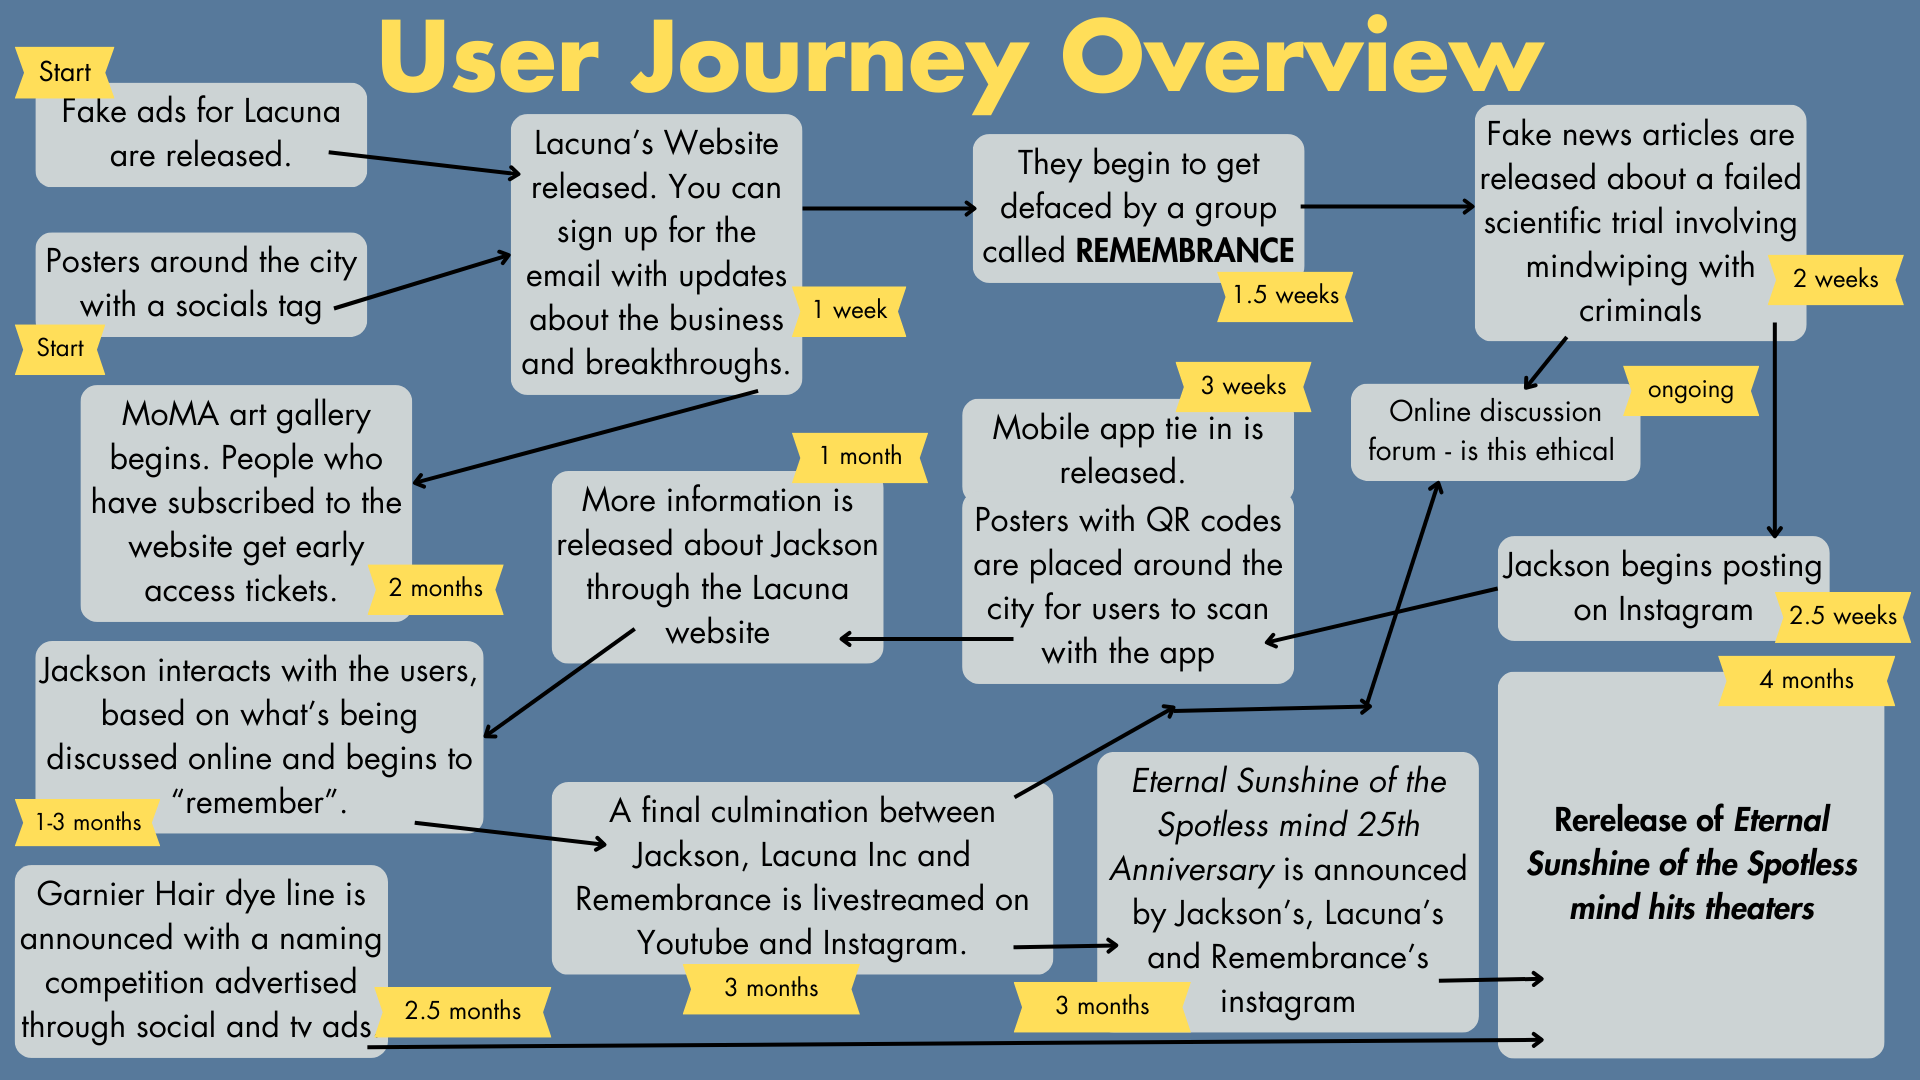 User Journey Overview
Start
Fake ads for Lacuna
are released.
Posters around the city
with a socials tag
Start
Lacuna’s Website
released. You can
sign up for the
email with updates
about the business
and breakthroughs.
1 week
They begin to get
defaced by a group
called REMEMBRANCE
1.5 weeks
Fake news articles are
released about a failed
scientific trial involving
mindwiping with
criminals
2 weeks
MoMA art gallery
begins. People who
have subscribed to the
website get early
access tickets.
2 months
1 month
More information is
released about Jackson
through the Lacuna
website
3 weeks
Mobile app tie in is
released.
Posters with QR codes
are placed around the
city for users to scan
with the app
ongoing
Online discussion
forum - is this ethical
Jackson begins posting
on Instagram
2.5 weeks
Jackson interacts with the users,
based on what’s being
discussed online and begins to
“remember”.
1-3 months
A final culmination between
Jackson, Lacuna Inc and
Remembrance is livestreamed on
Youtube and Instagram.
3 months
Eternal Sunshine of the
Spotless mind 25th
Anniversary is announced
by Jackson’s, Lacuna’s
and Remembrance’s
instagram
3 months
4 months
Rerelease of Eternal
Sunshine of the Spotless
mind hits theaters
Garnier Hair dye line is
announced with a naming
competition advertised
through social and tv ads
2.5 months